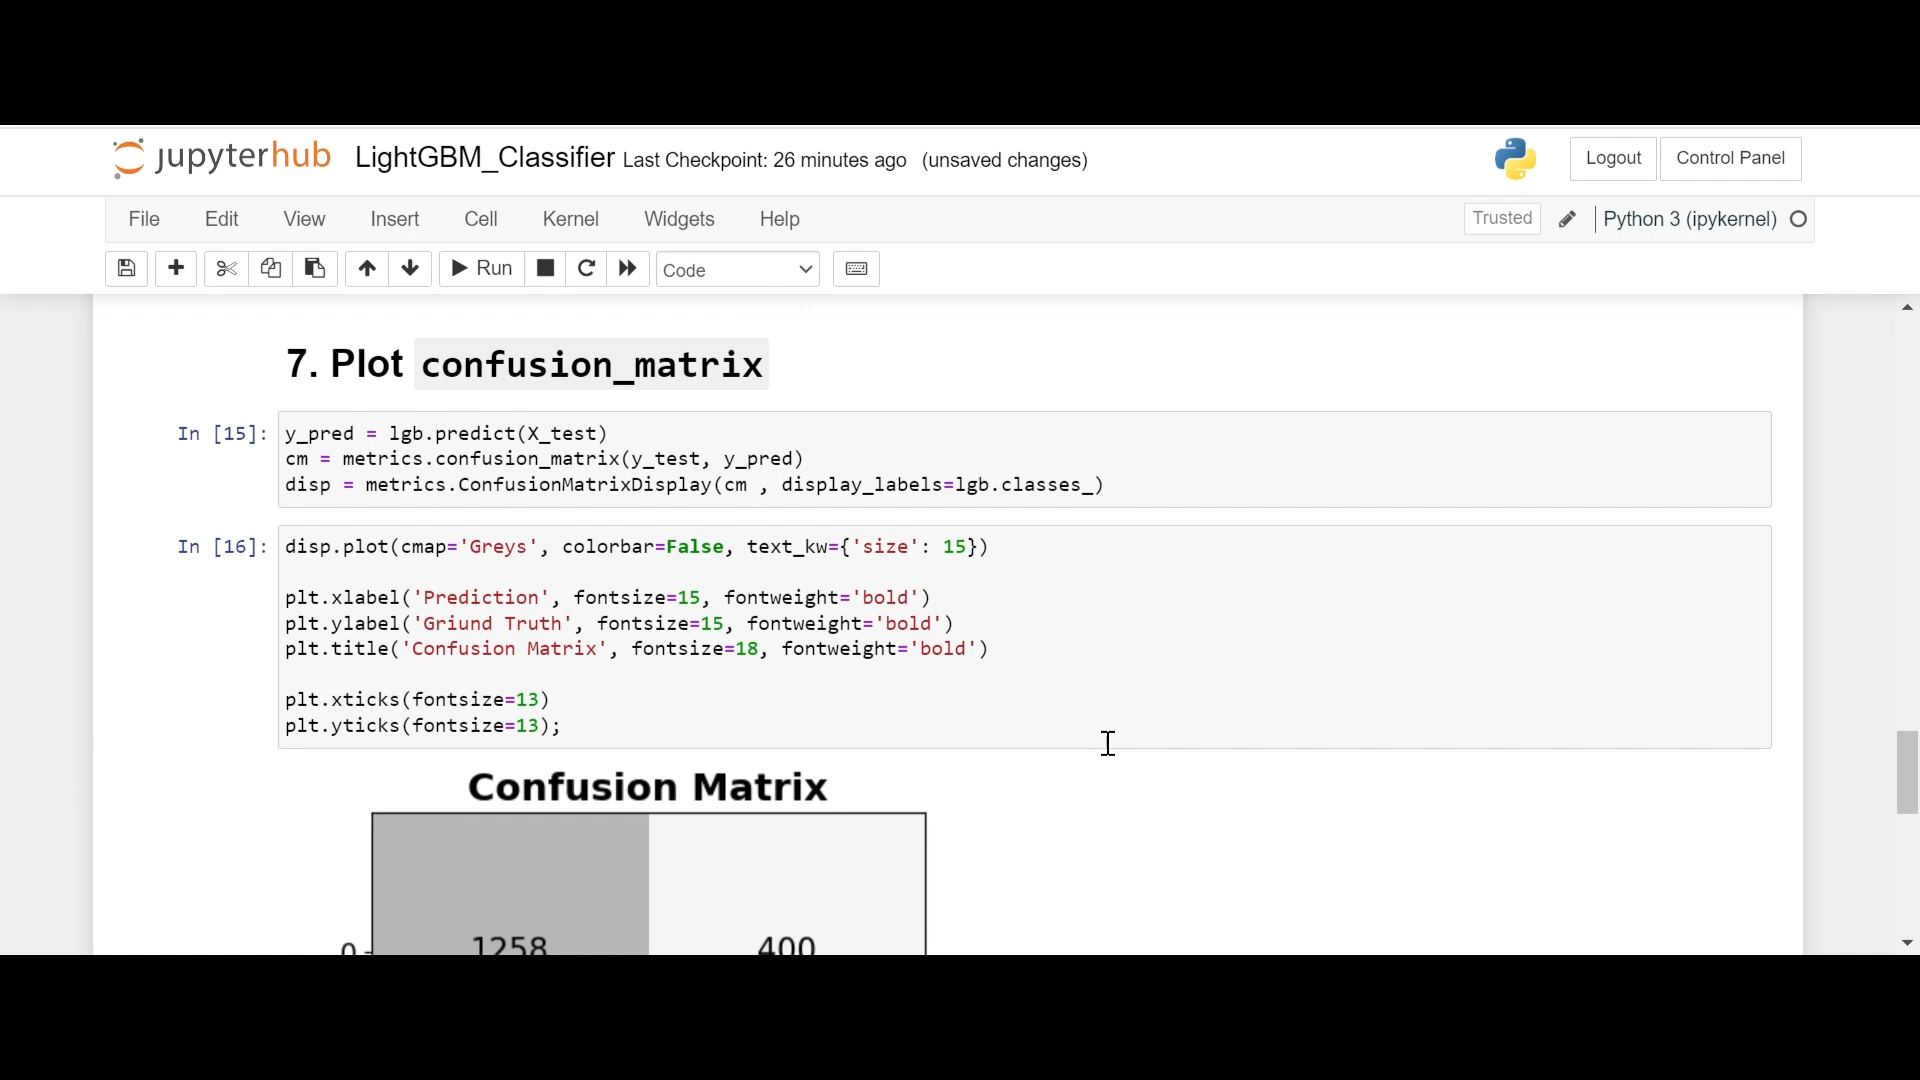 jupyterhub LightGBM_Classifier Last Checkpoint: 26 minutes ago (unsaved changes) Logout Control Panel
File Edit View Insert Cell Kernel Widgets Help Trusted Python 3 (ipykernel)
Run Code
7. Plot confusion_matrix
In [15]: y_pred = lgb.predict(X_test)
cm = metrics.confusion_matrix(y_test, y_pred)
disp = metrics.ConfusionMatrixDisplay(cm , display_labels=lgb.classes_)
In [16]: disp.plot(cmap='Greys', colorbar=False, text_kw={'size': 15})
plt.xlabel('Prediction', fontsize=15, fontweight='bold')
plt.ylabel('Griund Truth', fontsize=15, fontweight='bold')
plt.title('Confusion Matrix', fontsize=18, fontweight='bold')
plt.xticks(fontsize=13)
plt.yticks(fontsize=13);
Confusion Matrix
0 1258 400